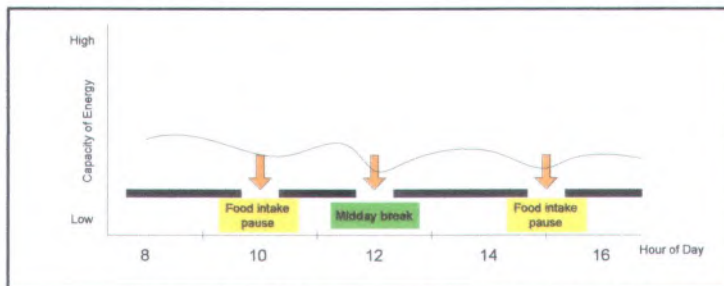 High
Capacity of Energy
Low
Food intake
pause
Midday break
Food intake
pause
8
10
12
14
16
Hour of Day